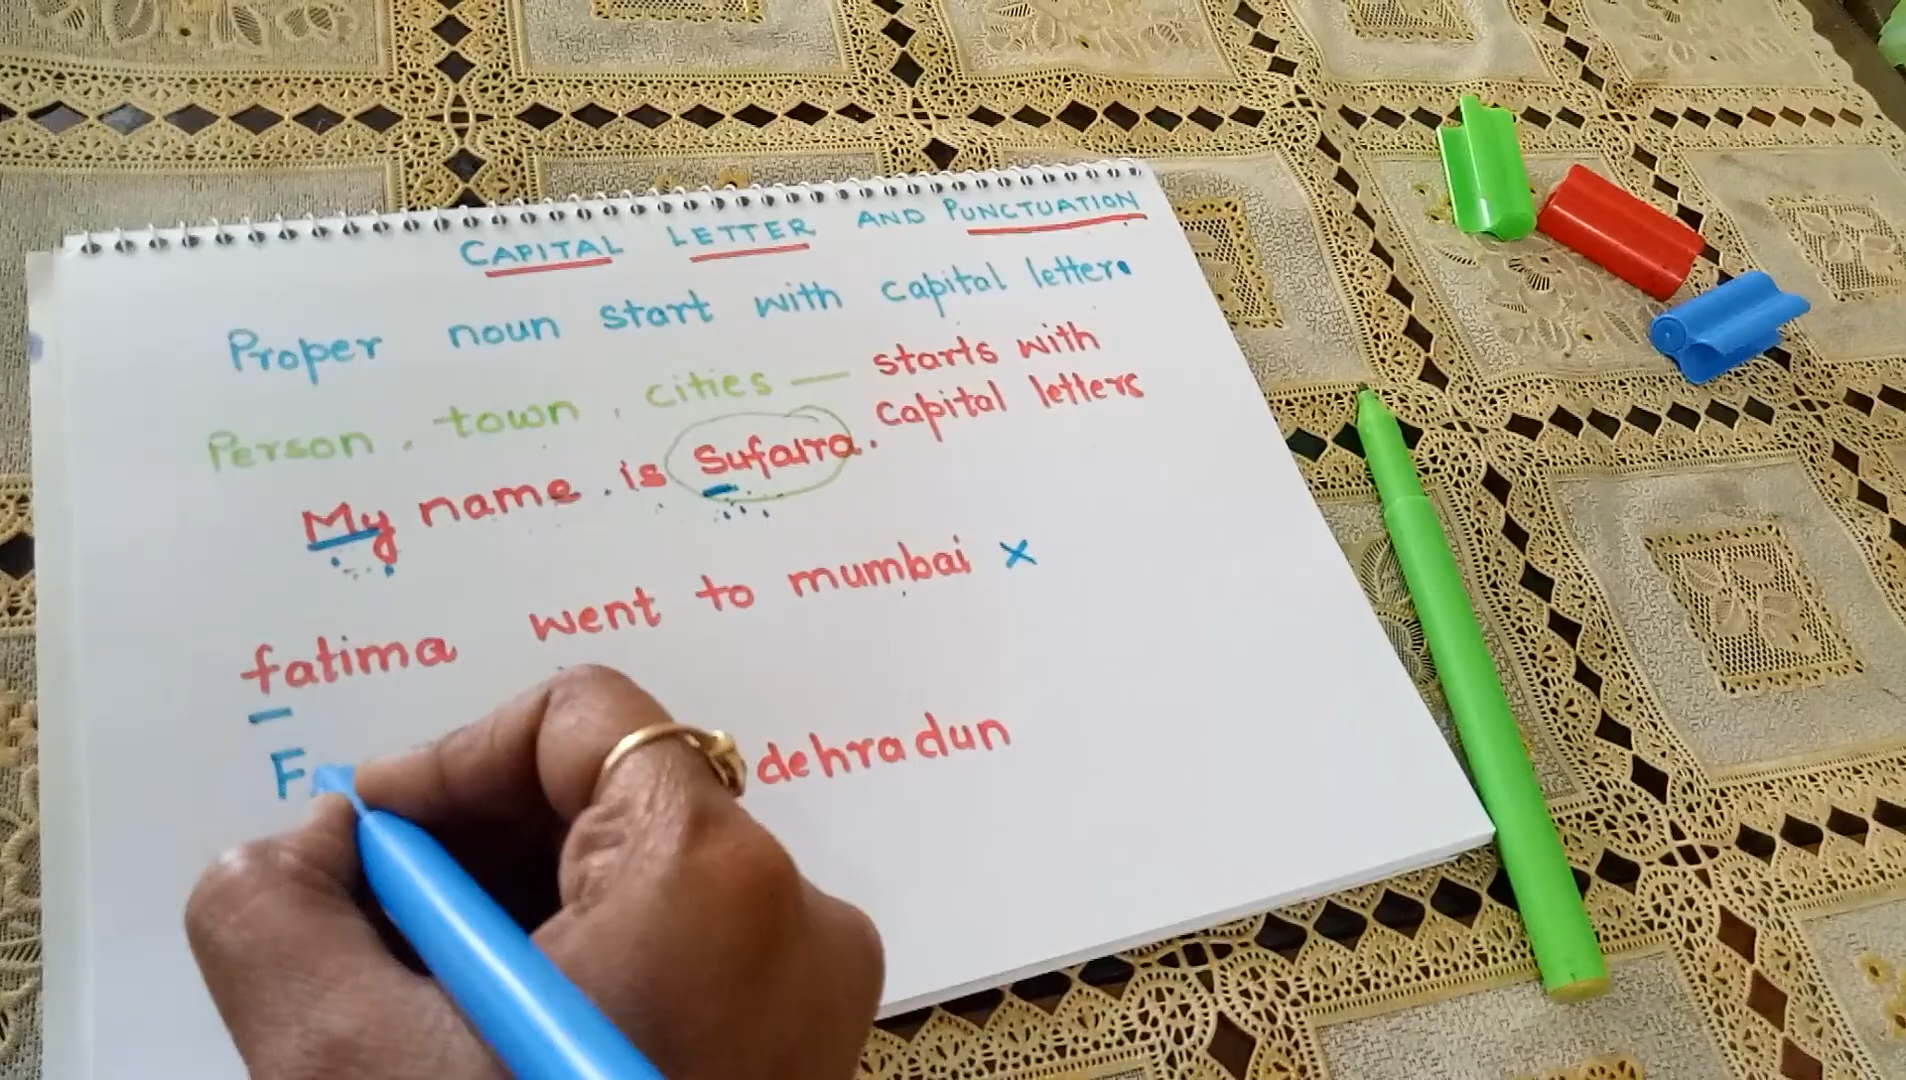 CAPITAL LETTER AND PUNCTUATION
Proper noun start with capital letter.
Person, town, cities — starts with
capital letters
My name is Sufaira.
fatima went to mumbai ×
F
dehradun